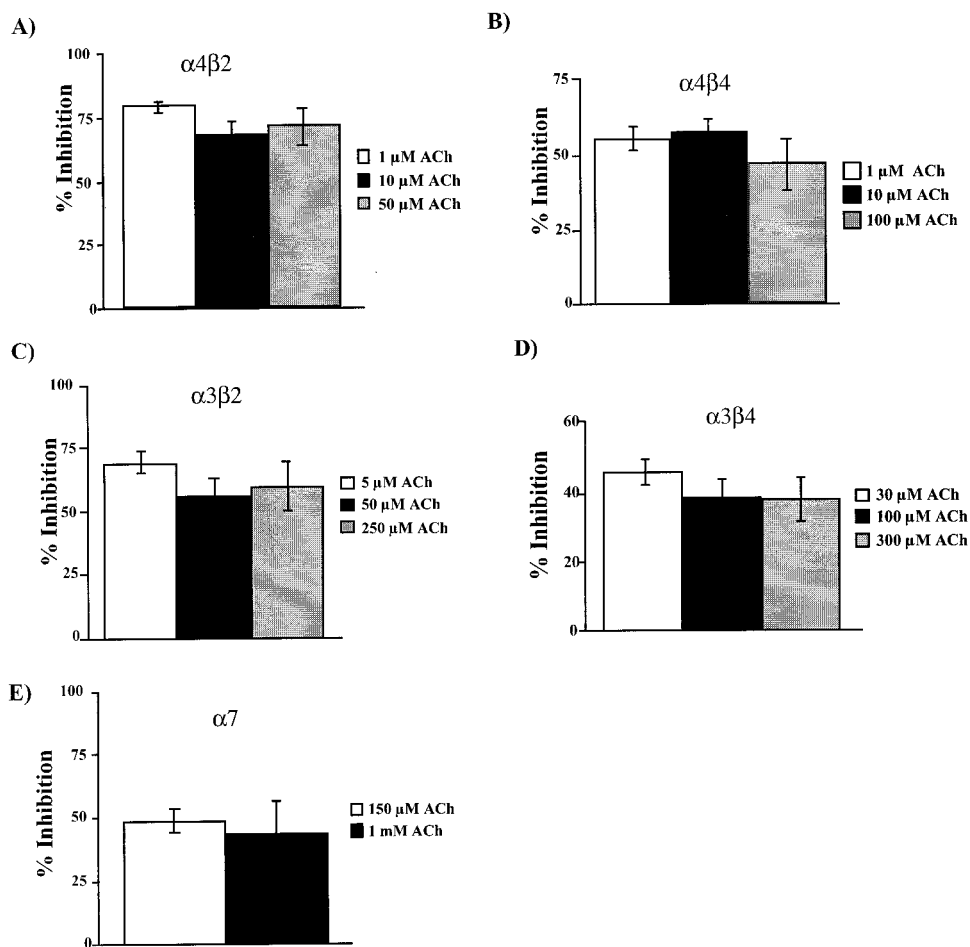 A)
α4β2
% Inhibition
100
75
50
25
0
1 µM ACh
10 µM ACh
50 µM ACh
B)
α4β4
% Inhibition
75
50
25
0
1 µM ACh
10 µM ACh
100 µM ACh
C)
α3β2
% Inhibition
100
75
50
25
0
5 µM ACh
50 µM ACh
250 µM ACh
D)
α3β4
% Inhibition
60
40
20
0
30 µM ACh
100 µM ACh
300 µM ACh
E)
α7
% Inhibition
100
75
50
25
0
150 µM ACh
1 mM ACh